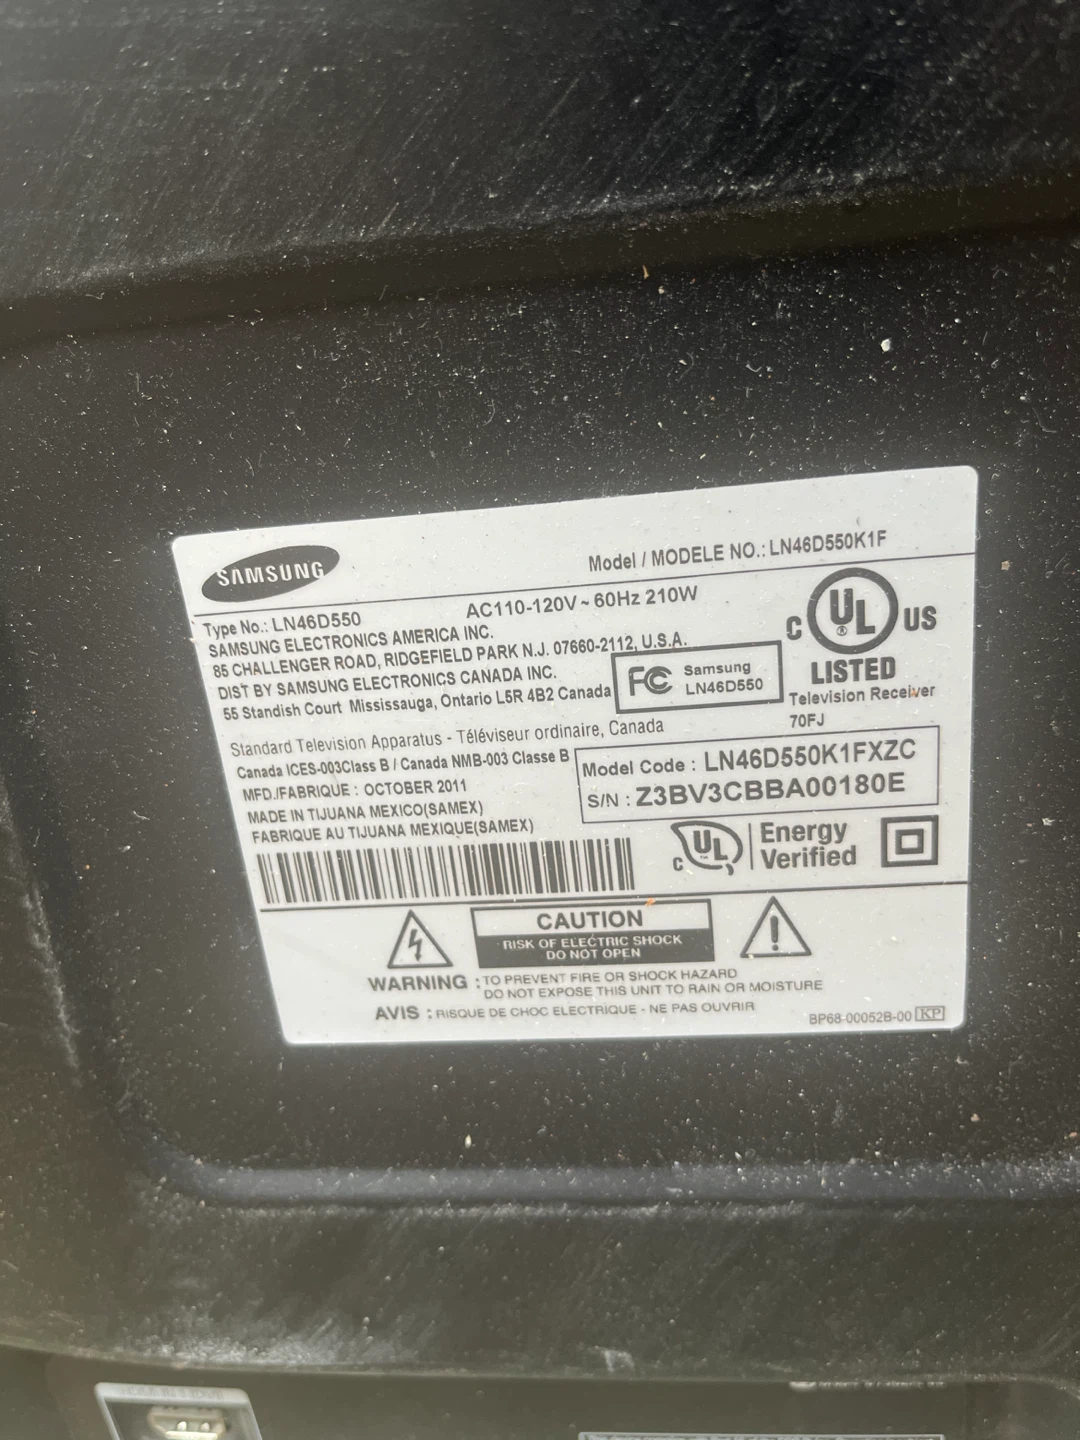 SAMSUNG
Model / MODELE NO.: LN46D550K1F
Type No.: LN46D550
AC110-120V ~ 60Hz 210W
SAMSUNG ELECTRONICS AMERICA INC.
85 CHALLENGER ROAD, RIDGEFIELD PARK N.J. 07660-2112, U.S.A.
DIST BY SAMSUNG ELECTRONICS CANADA INC.
55 Standish Court Mississauga, Ontario L5R 4B2 Canada
FC Samsung
LN46D550
C UL ® US
LISTED
Television Receiver
70FJ
Standard Television Apparatus - Téléviseur ordinaire, Canada
Canada ICES-003Class B / Canada NMB-003 Classe B
MFD./FABRIQUE : OCTOBER 2011
MADE IN TIJUANA MEXICO(SAMEX)
FABRIQUE AU TIJUANA MEXIQUE(SAMEX)
Model Code : LN46D550K1FXZC
S/N : Z3BV3CBBA00180E
C UL ™ Energy
Verified
CAUTION
RISK OF ELECTRIC SHOCK
DO NOT OPEN
WARNING : TO PREVENT FIRE OR SHOCK HAZARD
DO NOT EXPOSE THIS UNIT TO RAIN OR MOISTURE
AVIS : RISQUE DE CHOC ELECTRIQUE - NE PAS OUVRIR
BP68-00052B-00 KP